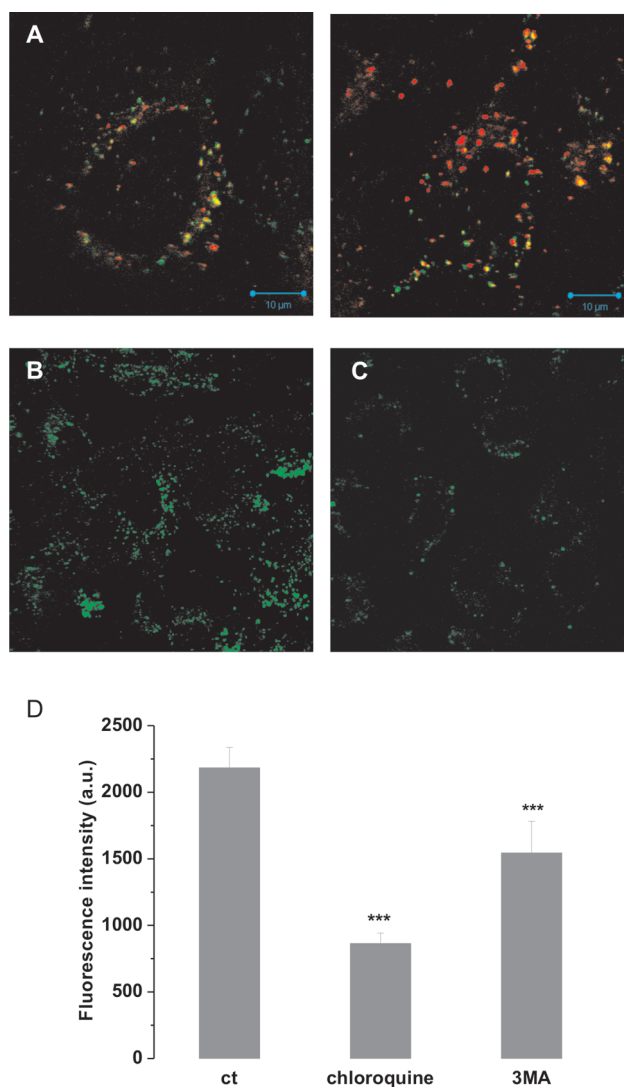 A
10 µm
10 µm
B
C
D
Fluorescence intensity (a.u.)
2500
2000
1500
1000
500
0
***
***
ct
chloroquine
3MA